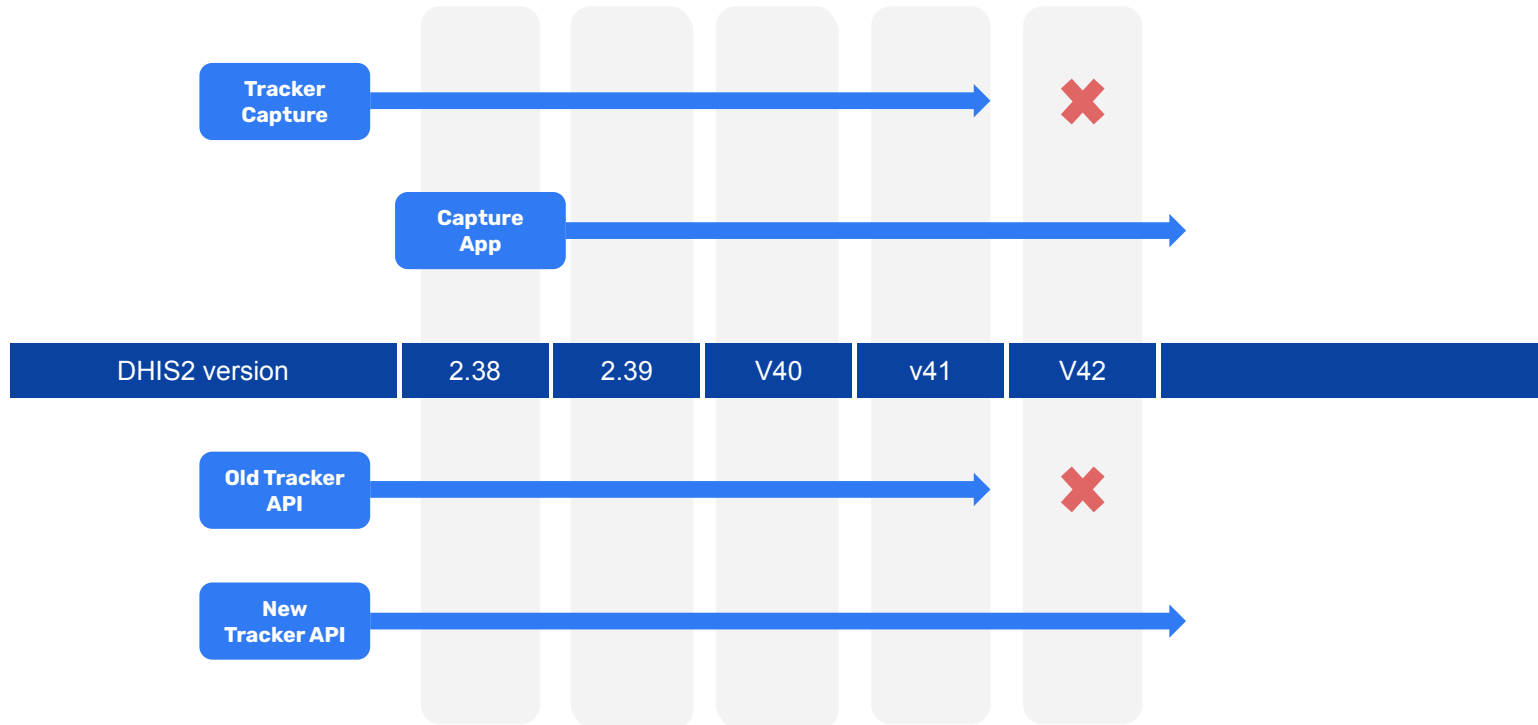 Tracker
Capture
Capture
App
DHIS2 version 2.38 2.39 V40 v41 V42
Old Tracker
API
New
Tracker API